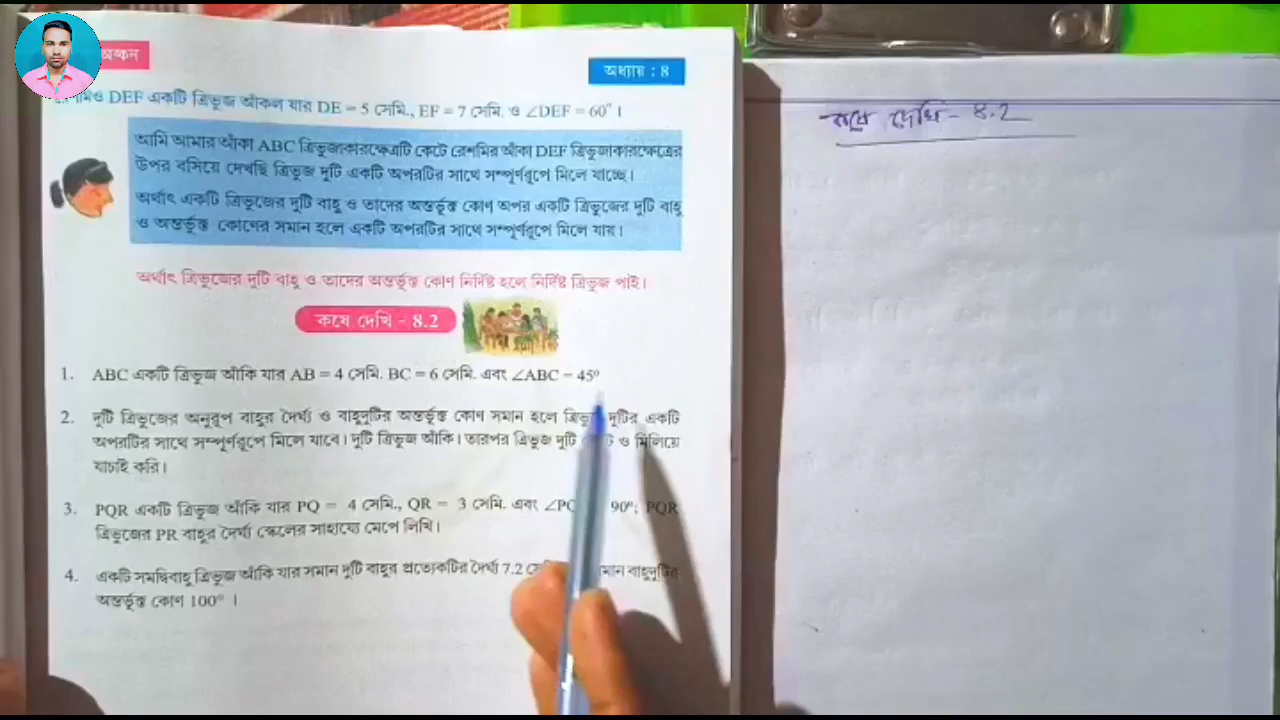 অঙ্কন
অধ্যায় : 8
DEF একটি ত্রিভুজ আঁকল যার DE = 5 সেমি., EF = 7 সেমি. ও ∠DEF = 60° ।
আমি আমার আঁকা ABC ত্রিভুজাকারক্ষেত্রটি কেটে রেশমির আঁকা DEF ত্রিভুজাকারক্ষেত্রের
উপর বসিয়ে দেখছি ত্রিভুজ দুটি একটি অপরটির সাথে সম্পূর্ণরূপে মিলে যাচ্ছে।
অর্থাৎ একটি ত্রিভুজের দুটি বাহু ও তাদের অন্তর্ভুক্ত কোণ অপর একটি ত্রিভুজের দুটি বাহু
ও অন্তর্ভুক্ত কোণের সমান হলে একটি অপরটির সাথে সম্পূর্ণরূপে মিলে যায়।
অর্থাৎ ত্রিভুজের দুটি বাহু ও তাদের অন্তর্ভুক্ত কোণ নির্দিষ্ট হলে নির্দিষ্ট ত্রিভুজ পাই।
কষে দেখি - 8.2
1. ABC একটি ত্রিভুজ আঁকি যার AB = 4 সেমি. BC = 6 সেমি. এবং ∠ABC = 45°
2. দুটি ত্রিভুজের অনুরূপ বাহুর দৈর্ঘ্য ও বাহুদুটির অন্তর্ভুক্ত কোণ সমান হলে ত্রিভুজ দুটির একটি
অপরটির সাথে সম্পূর্ণরূপে মিলে যাবে। দুটি ত্রিভুজ আঁকি। তারপর ত্রিভুজ দুটি ও মিলিয়ে
যাচাই করি।
3. PQR একটি ত্রিভুজ আঁকি যার PQ = 4 সেমি., QR = 3 সেমি. এবং 90°; PQR
ত্রিভুজের PR বাহুর দৈর্ঘ্য স্কেলের সাহায্যে মেপে লিখি।
4. একটি সমদ্বিবাহু ত্রিভুজ আঁকি যার সমান দুটি বাহুর প্রত্যেকটির দৈর্ঘ্য 7.2 বাহুদুটির
অন্তর্ভুক্ত কোণ 100° ।
কষে দেখি - ৪.২